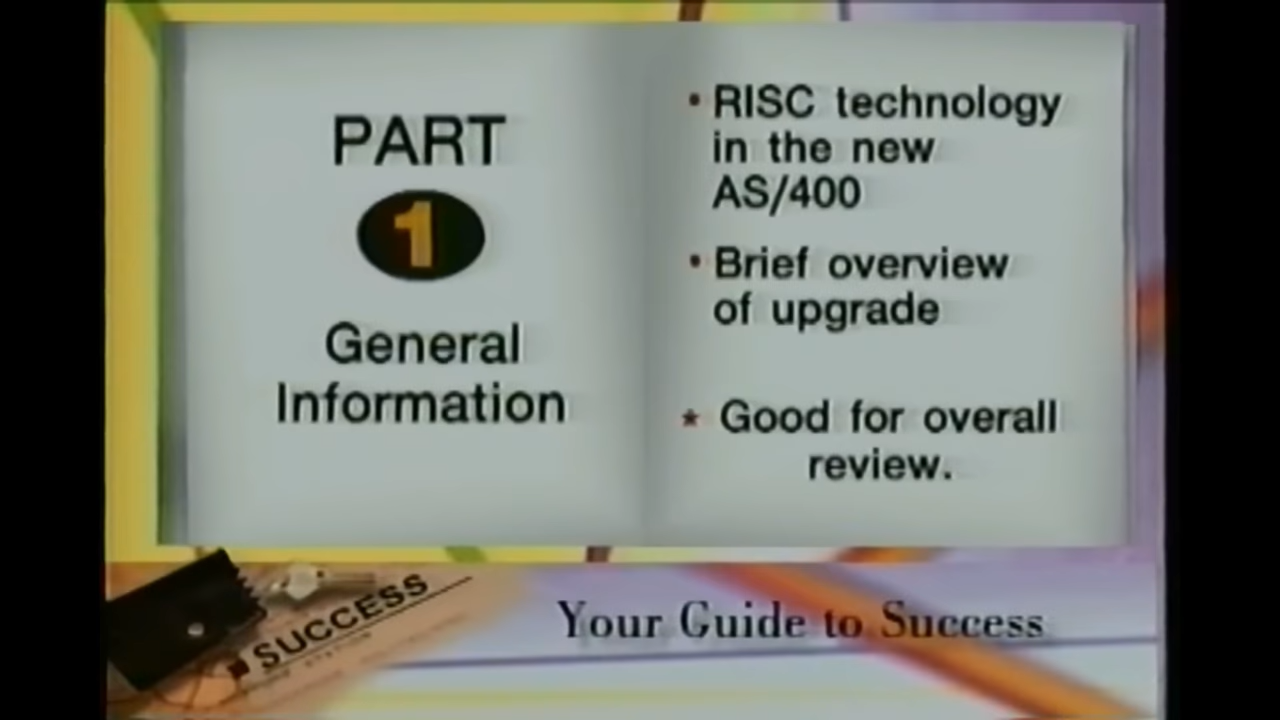 PART
1
General
Information
• RISC technology
in the new
AS/400
• Brief overview
of upgrade
* Good for overall
review.
SUCCESS
Your Guide to Success